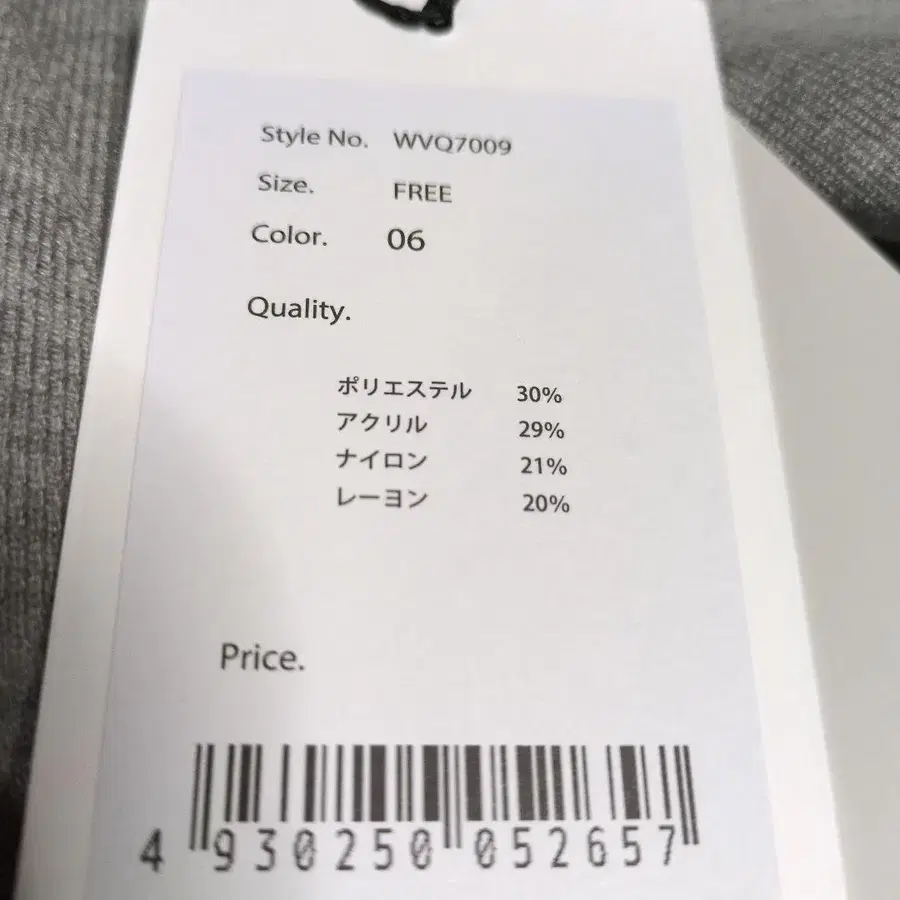 Style No. WVQ7009
Size. FREE
Color. 06
Quality.
ポリエステル 30%
アクリル 29%
ナイロン 21%
レーヨン 20%
Price.
4 930250 052657